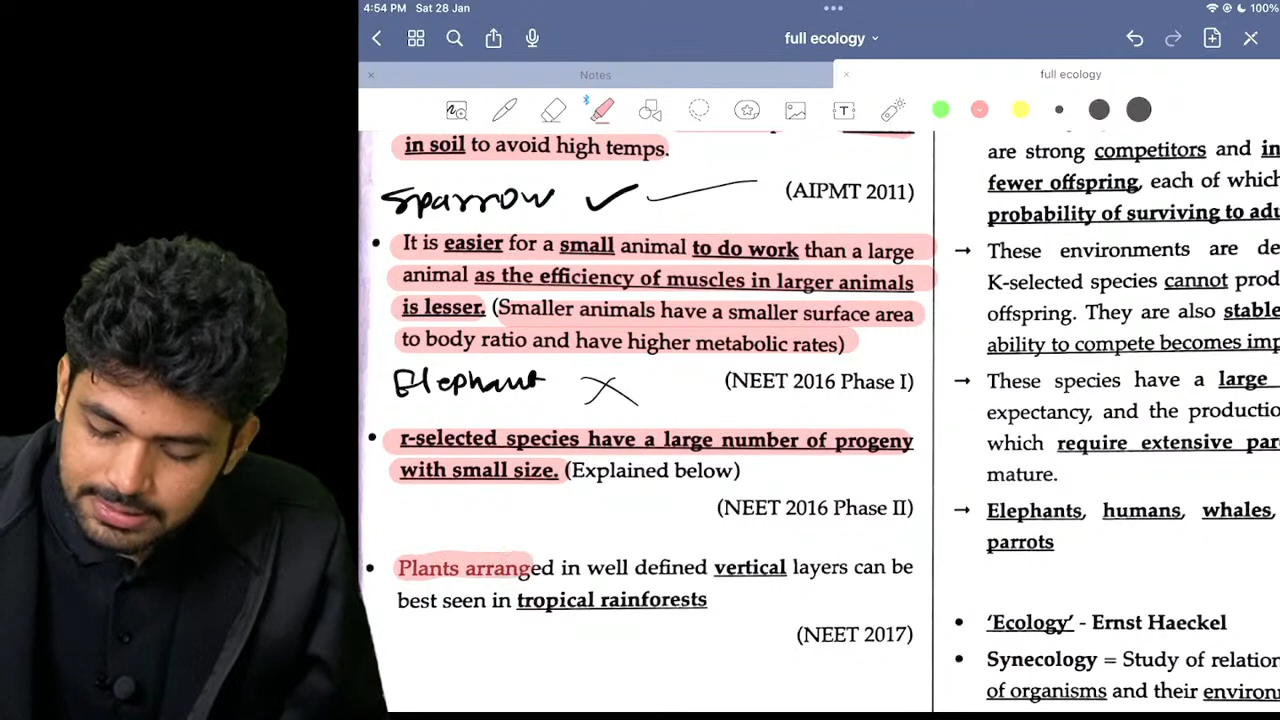 4:54 PM Sat 28 Jan
100%
full ecology
Notes
full ecology
in soil to avoid high temps.
Sparrow
(AIPMT 2011)
• It is easier for a small animal to do work than a large
animal as the efficiency of muscles in larger animals
is lesser. (Smaller animals have a smaller surface area
to body ratio and have higher metabolic rates)
Elephant
(NEET 2016 Phase I)
• r-selected species have a large number of progeny
with small size. (Explained below)
(NEET 2016 Phase II)
• Plants arranged in well defined vertical layers can be
best seen in tropical rainforests
(NEET 2017)
are strong competitors and
fewer offspring, each of which
probability of surviving to
→ These environments are
K-selected species cannot
offspring. They are also
ability to compete becomes
→ These species have a large
expectancy, and the
which require extensive
mature.
→ Elephants, humans, whales,
parrots
• 'Ecology' - Ernst Haeckel
• Synecology = Study of
of organisms and their